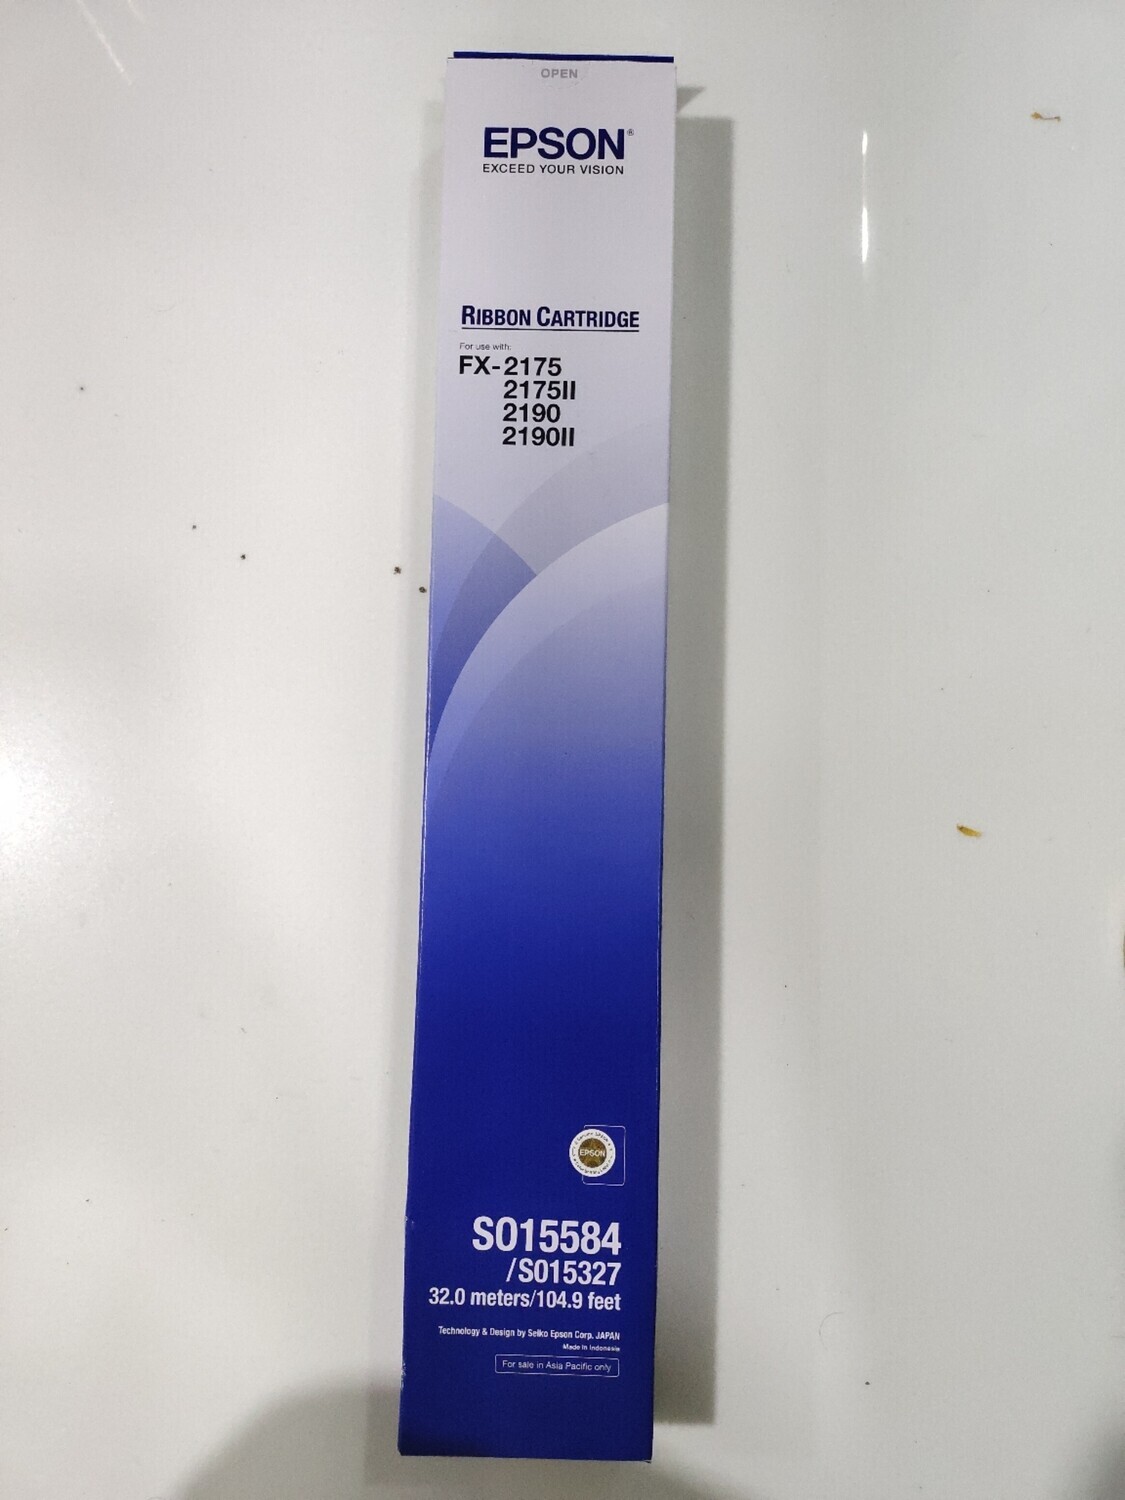 OPEN
EPSON®
EXCEED YOUR VISION
RIBBON CARTRIDGE
For use with:
FX-2175
2175II
2190
2190II
EPSON
S015584
/S015327
32.0 meters/104.9 feet
Technology & Design by Seiko Epson Corp. JAPAN
Made in Indonesia
For sale in Asia Pacific only